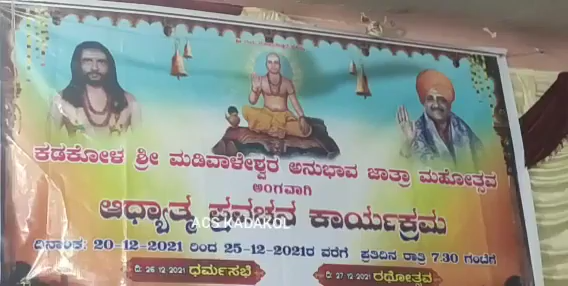 ಕಡಕೋಳ ಶ್ರೀ ಮಡಿವಾಳೇಶ್ವರ ಅನುಭಾವ ಜಾತ್ರಾ ಮಹೋತ್ಸವ
ಅಂಗವಾಗಿ
ಆಧ್ಯಾತ್ಮ ಪ್ರವಚನ ಕಾರ್ಯಕ್ರಮ
ACS KADAKOL
ದಿನಾಂಕ: 20-12-2021 ರಿಂದ 25-12-2021ರ ವರೆಗೆ ಪ್ರತಿದಿನ ರಾತ್ರಿ 7.30 ಗಂಟೆಗೆ
ದಿ: 26 12 2021 ಧರ್ಮಸಭೆ ದಿ: 27.12.2021 ರಥೋತ್ಸವ